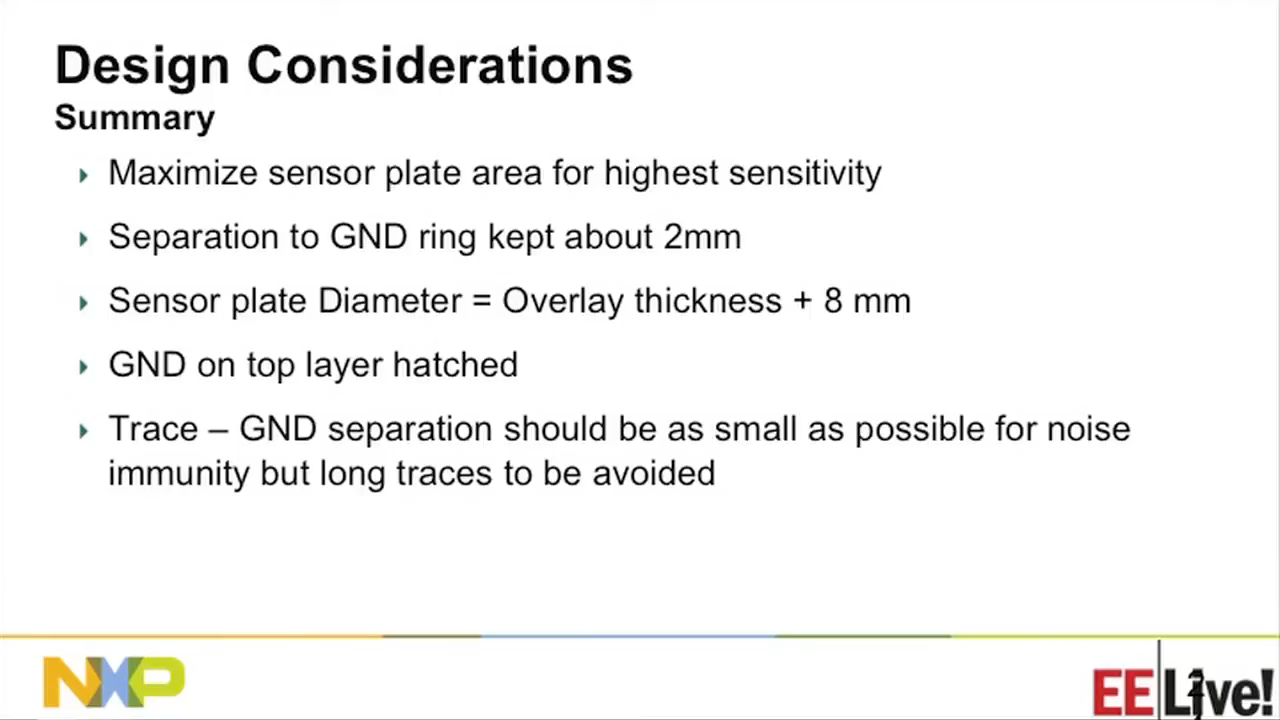 Design Considerations
Summary
Maximize sensor plate area for highest sensitivity
Separation to GND ring kept about 2mm
Sensor plate Diameter = Overlay thickness + 8 mm
GND on top layer hatched
Trace – GND separation should be as small as possible for noise
immunity but long traces to be avoided
NXP
EE Live!